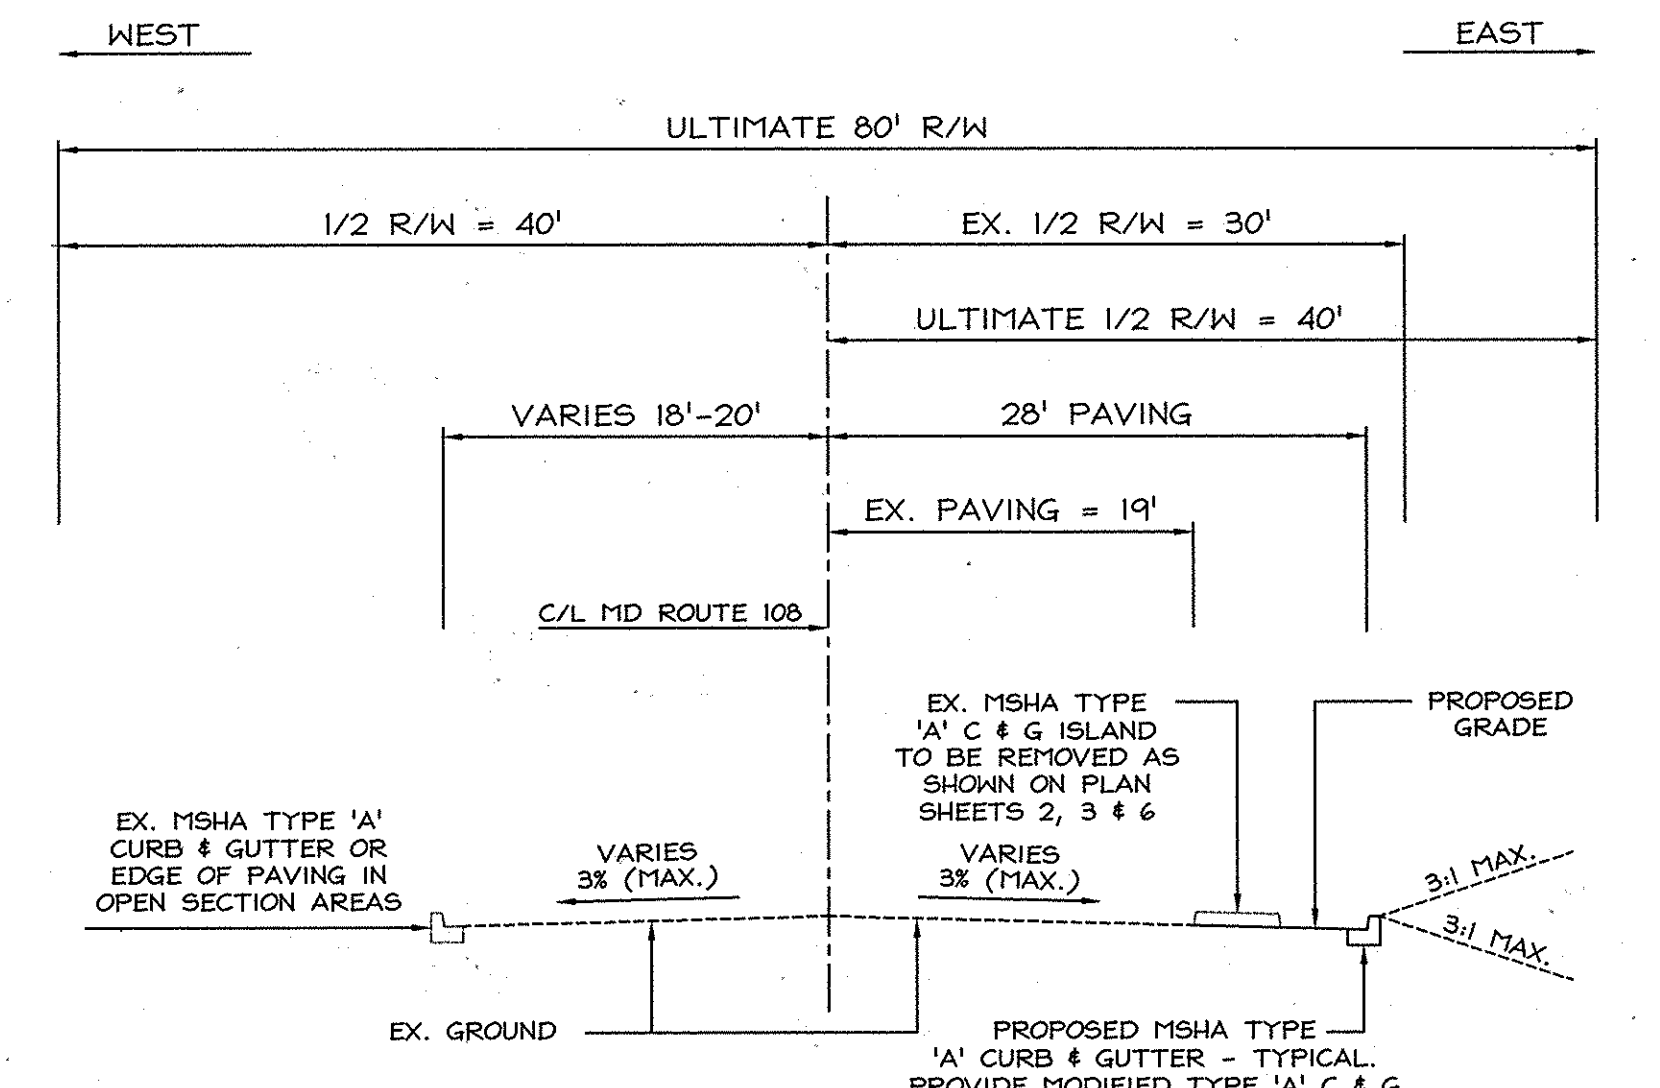 WEST
EAST
ULTIMATE 80' R/W
1/2 R/W = 40'
EX. 1/2 R/W = 30'
ULTIMATE 1/2 R/W = 40'
VARIES 18'-20'
28' PAVING
EX. PAVING = 19'
C/L MD ROUTE 108
EX. MSHA TYPE
'A' C & G ISLAND
TO BE REMOVED AS
SHOWN ON PLAN
SHEETS 2, 3 & 6
PROPOSED
GRADE
EX. MSHA TYPE 'A'
CURB & GUTTER OR
EDGE OF PAVING IN
OPEN SECTION AREAS
VARIES
3% (MAX.)
VARIES
3% (MAX.)
3:1 MAX.
3:1 MAX.
EX. GROUND
PROPOSED MSHA TYPE
'A' CURB & GUTTER - TYPICAL.
PROVIDE MODIFIED TYPE 'A' C & G